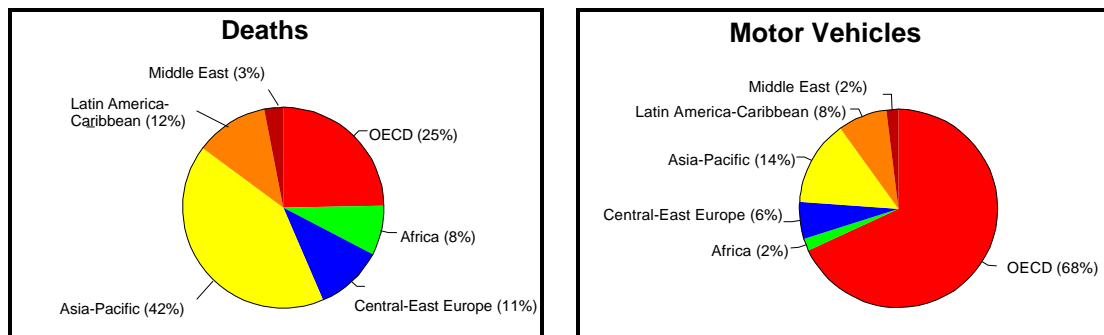 Deaths
Middle East (3%)
Latin America-
Caribbean (12%)
OECD (25%)
Africa (8%)
Central-East Europe (11%)
Asia-Pacific (42%)
Motor Vehicles
Middle East (2%)
Latin America-Caribbean (8%)
Asia-Pacific (14%)
Central-East Europe (6%)
Africa (2%)
OECD (68%)